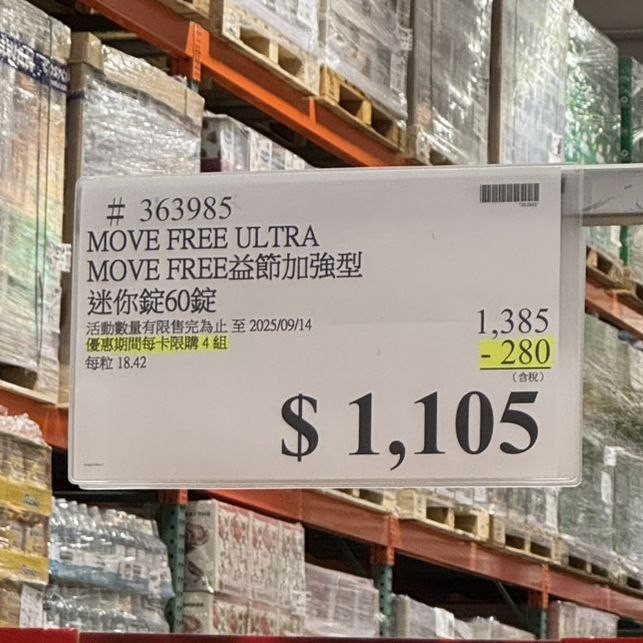 # 363985
MOVE FREE ULTRA
MOVE FREE益節加強型
迷你錠60錠
活動數量有限售完為止 至 2025/09/14
優惠期間每卡限購 4 組
每粒 18.42
1,385
- 280
(含稅)
$ 1,105